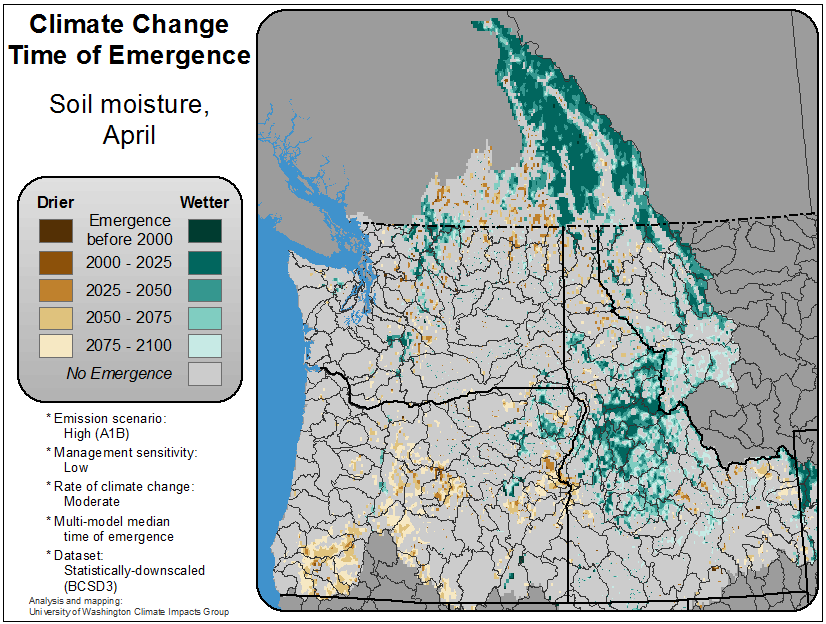 Climate Change
Time of Emergence
Soil moisture,
April
Drier
Wetter
Emergence
before 2000
2000 - 2025
2025 - 2050
2050 - 2075
2075 - 2100
No Emergence
* Emission scenario:
High (A1B)
* Management sensitivity:
Low
* Rate of climate change:
Moderate
* Multi-model median
time of emergence
* Dataset:
Statistically-downscaled
(BCSD3)
Analysis and mapping:
University of Washington Climate Impacts Group